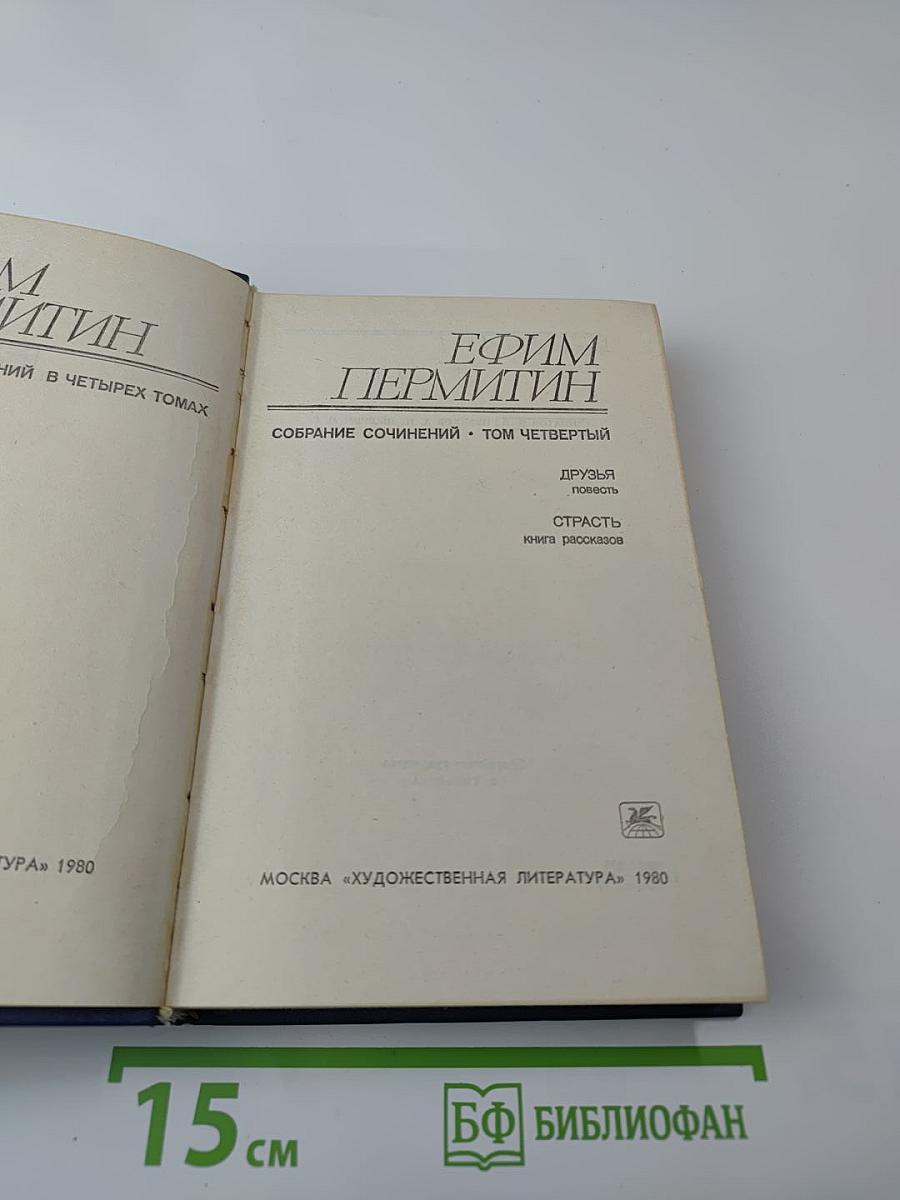 М
МИТИН
НИЙ В ЧЕТЫРЕХ ТОМАХ
ТУРА» 1980
ЕФИМ
ПЕРМИТИН
СОБРАНИЕ СОЧИНЕНИЙ • ТОМ ЧЕТВЕРТЫЙ
ДРУЗЬЯ
повесть
СТРАСТЬ
книга рассказов
МОСКВА «ХУДОЖЕСТВЕННАЯ ЛИТЕРАТУРА» 1980
15 см
БФ БИБЛИОФАН